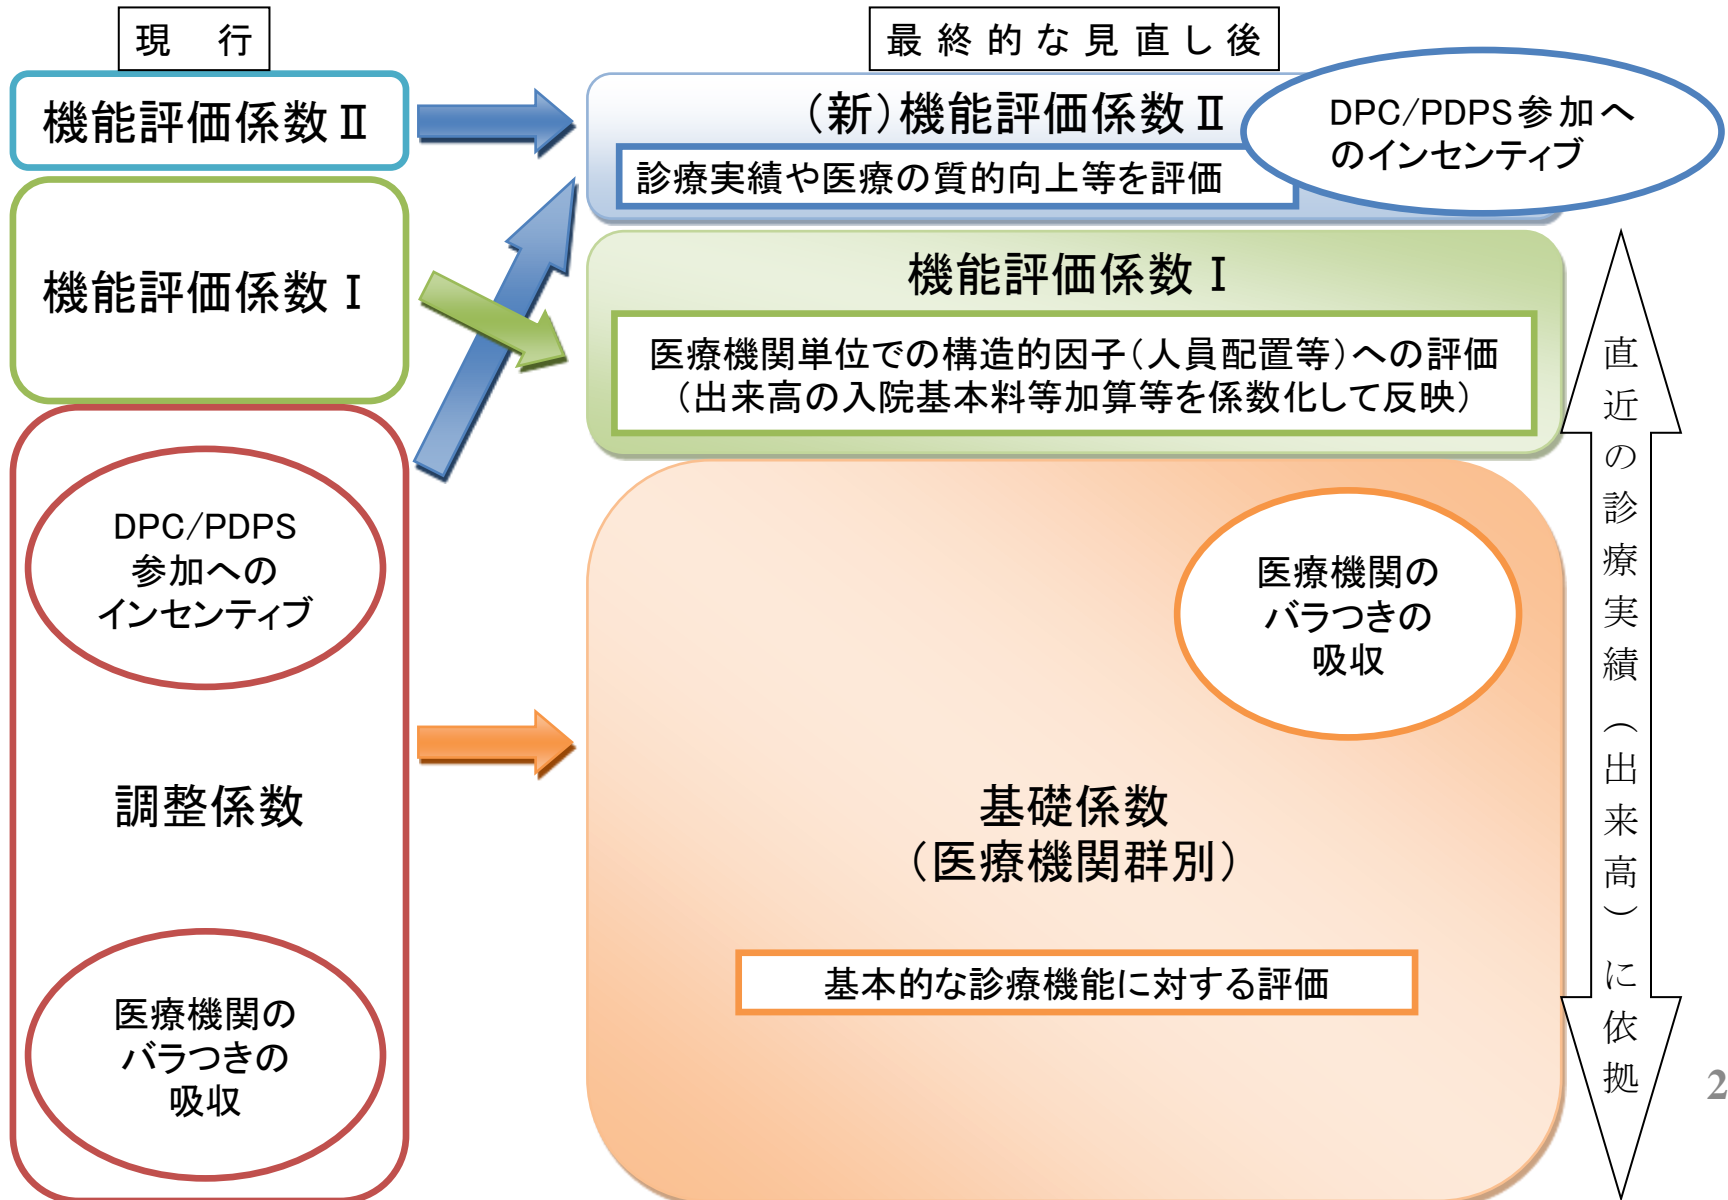 現　行
機能評価係数Ⅱ
機能評価係数Ⅰ
DPC/PDPS
参加への
インセンティブ
調整係数
医療機関の
バラつきの
吸収
最終的な見直し後
（新）機能評価係数Ⅱ
診療実績や医療の質的向上等を評価
DPC/PDPS参加へ
のインセンティブ
機能評価係数Ⅰ
医療機関単位での構造的因子（人員配置等）への評価
（出来高の入院基本料等加算等を係数化して反映）
医療機関の
バラつきの
吸収
基礎係数
（医療機関群別）
基本的な診療機能に対する評価
直近の診療実績（出来高）に依拠
2